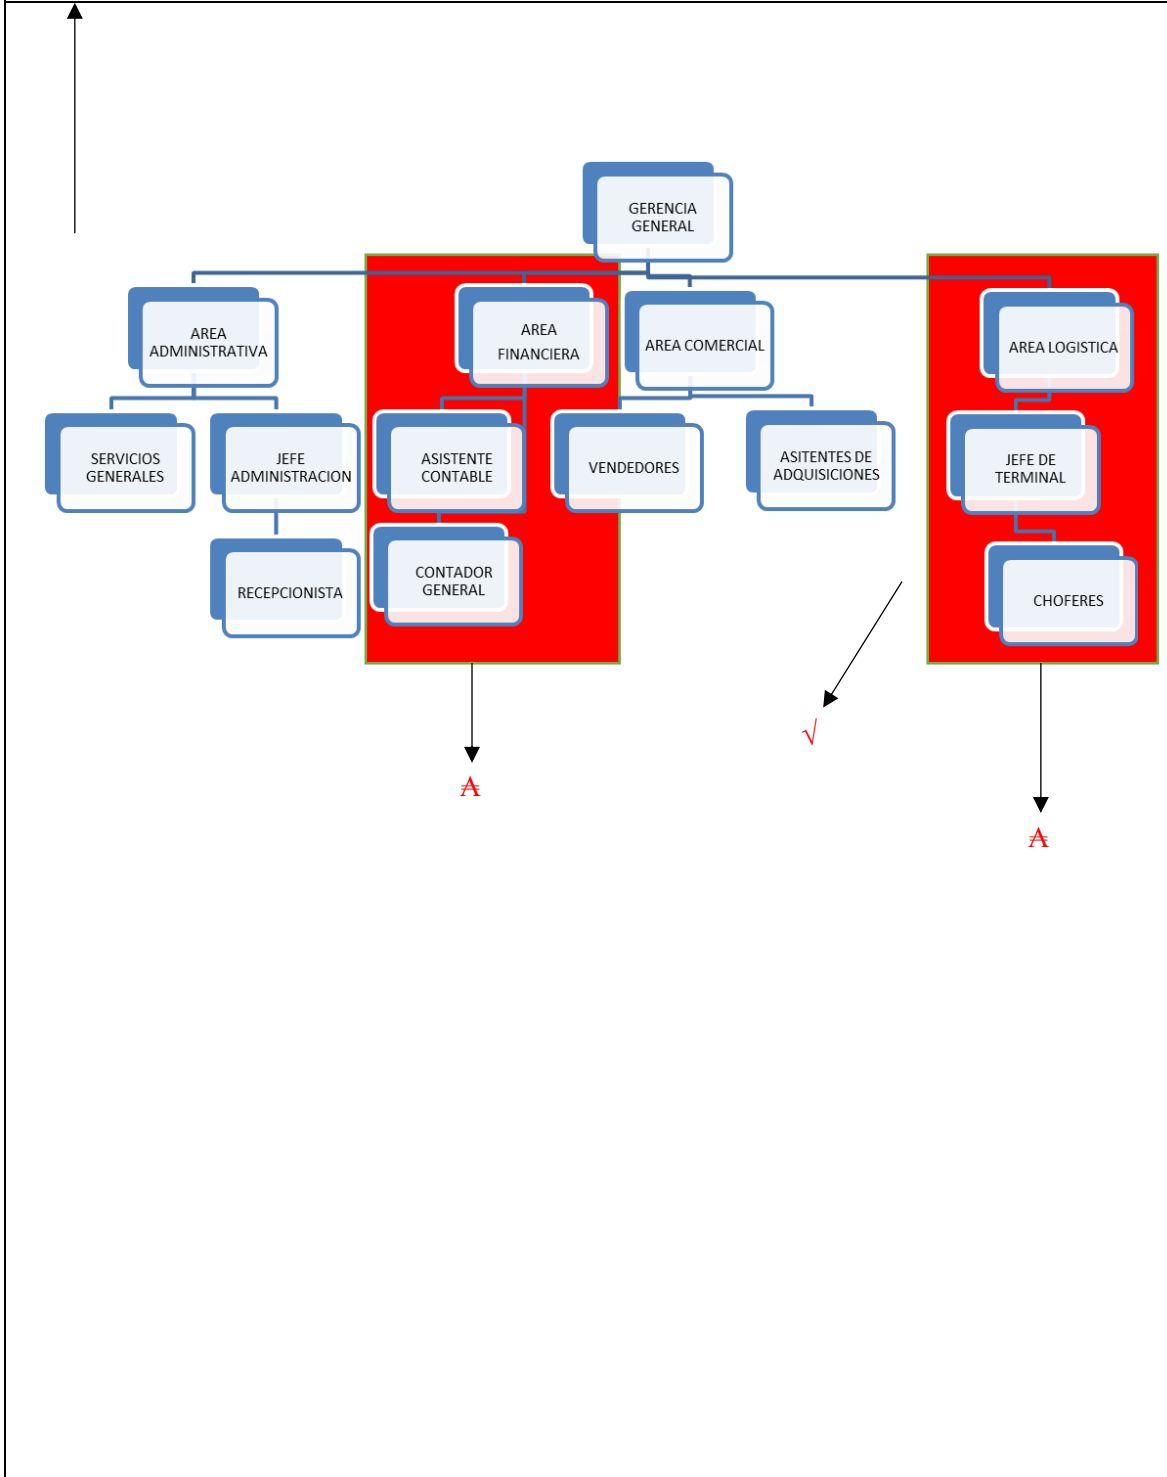 GERENCIA
GENERAL
AREA
ADMINISTRATIVA
AREA
FINANCIERA
AREA COMERCIAL
AREA LOGISTICA
SERVICIOS
GENERALES
JEFE
ADMINISTRACION
ASISTENTE
CONTABLE
VENDEDORES
ASITENTES DE
ADQUISICIONES
JEFE DE
TERMINAL
RECEPCIONISTA
CONTADOR
GENERAL
CHOFERES
√
₳
₳